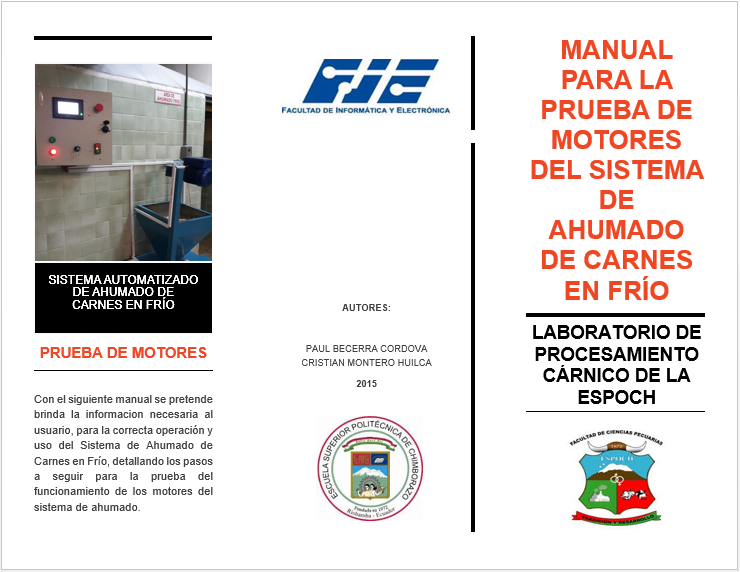 ÁREA DE
AHUMADO FRÍO
SISTEMA AUTOMATIZADO
DE AHUMADO DE
CARNES EN FRÍO
PRUEBA DE MOTORES
Con el siguiente manual se pretende
brinda la informacion necesaria al
usuario, para la correcta operación y
uso del Sistema de Ahumado de
Carnes en Frío, detallando los pasos
a seguir para la prueba del
funcionamiento de los motores del
sistema de ahumado.
FIE
FACULTAD DE INFORMÁTICA Y ELECTRÓNICA
AUTORES:
PAUL BECERRA CORDOVA
CRISTIAN MONTERO HUILCA
2015
ESCUELA SUPERIOR POLITÉCNICA DE CHIMBORAZO
Fundada en 1972
Riobamba - Ecuador
MANUAL
PARA LA
PRUEBA DE
MOTORES
DEL SISTEMA
DE
AHUMADO
DE CARNES
EN FRÍO
LABORATORIO DE
PROCESAMIENTO
CÁRNICO DE LA
ESPOCH
FACULTAD DE CIENCIAS PECUARIAS
1972
ESPOCH